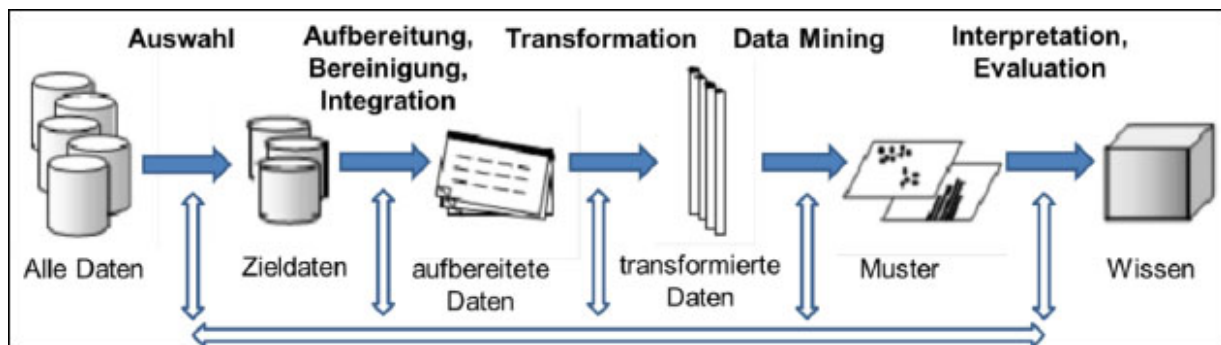 Auswahl
Aufbereitung,
Bereinigung,
Integration
Transformation
Data Mining
Interpretation,
Evaluation
Alle Daten
Zieldaten
aufbereitete
Daten
transformierte
Daten
Muster
Wissen